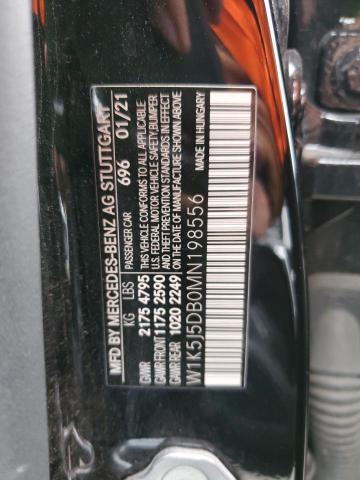 MFD BY MERCEDES-BENZ AG STUTTGART
PASSENGER CAR 696 01/21
KG LBS
GVWR 2175 4795 THIS VEHICLE CONFORMS TO ALL APPLICABLE
GAWR FRONT 1175 2590 U.S. FEDERAL MOTOR VEHICLE SAFETY, BUMPER,
GAWR REAR 1020 2249 AND THEFT PREVENTION STANDARDS IN EFFECT
ON THE DATE OF MANUFACTURE SHOWN ABOVE
W1K5J5DB0MN198556 MADE IN HUNGARY